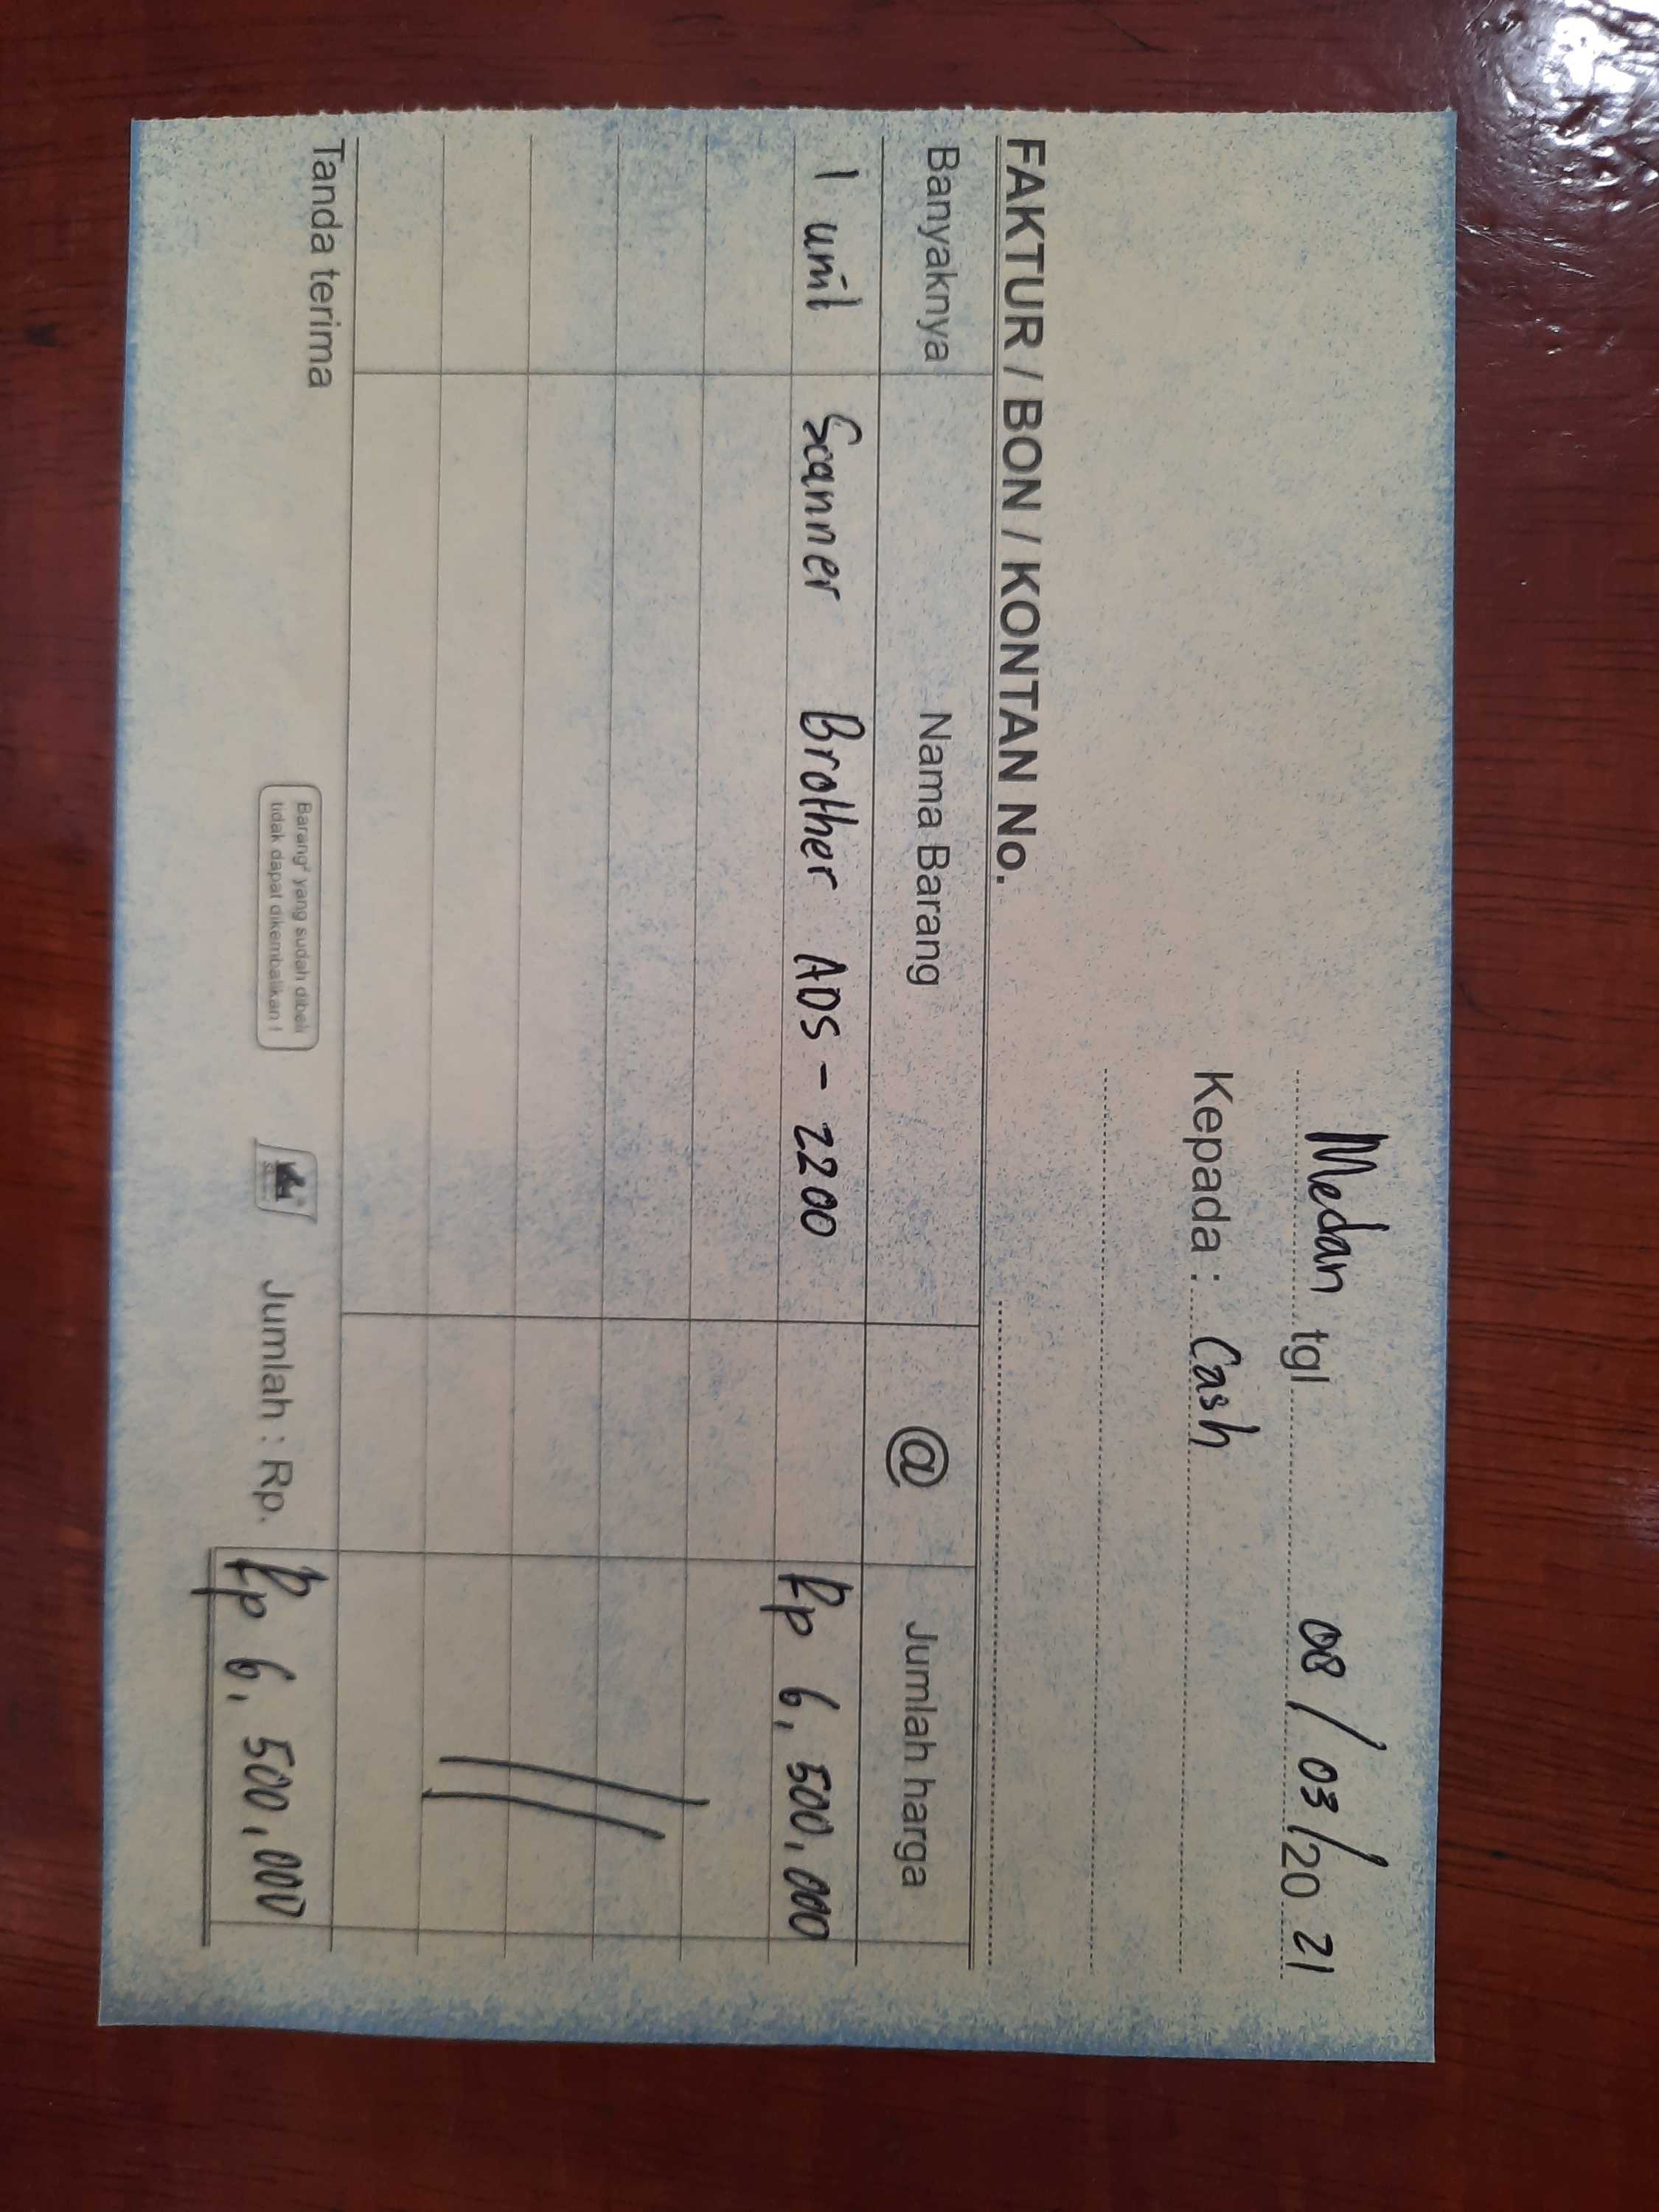 Medan tgl 08/03/2021
Kepada : Cash
FAKTUR / BON / KONTAN No.
Banyaknya Nama Barang @ Jumlah harga
1 unit Scanner Brother ADS-2200 Rp 6,500,000
Tanda terima
Barang² yang sudah dibeli
tidak dapat dikembalikan !
Jumlah : Rp. Rp 6,500,000